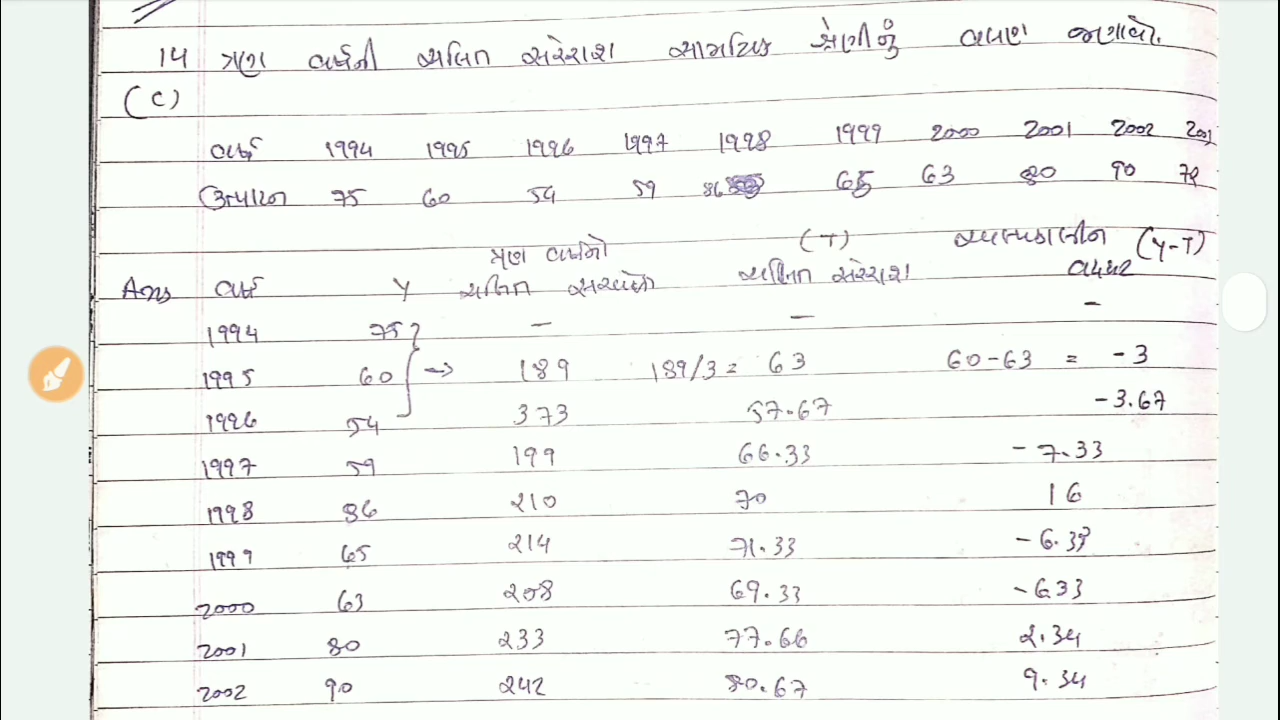 14 ત્રણ વર્ષની ચલિત સરેરાશ સામયિક શ્રેણીનું વલણ જણાવો.
(C)
વર્ષ 1994 1995 1996 1997 1998 1999 2000 2001 2002
ઉત્પાદન 75 60 54 59 86 65 63 80 90 72
ત્રણ વર્ષનો (T) (Y-T)
Ans વર્ષ Y ચલિત સરવાળો ચલિત સરેરાશ વધઘટ
1994 75 – – –
1995 60 → 189 189/3 = 63 60-63 = -3
1996 54 373 57.67 -3.67
1997 59 199 66.33 -7.33
1998 86 210 70 16
1999 65 214 71.33 -6.33
2000 63 208 69.33 -6.33
2001 80 233 77.66 2.34
2002 90 242 80.67 9.34